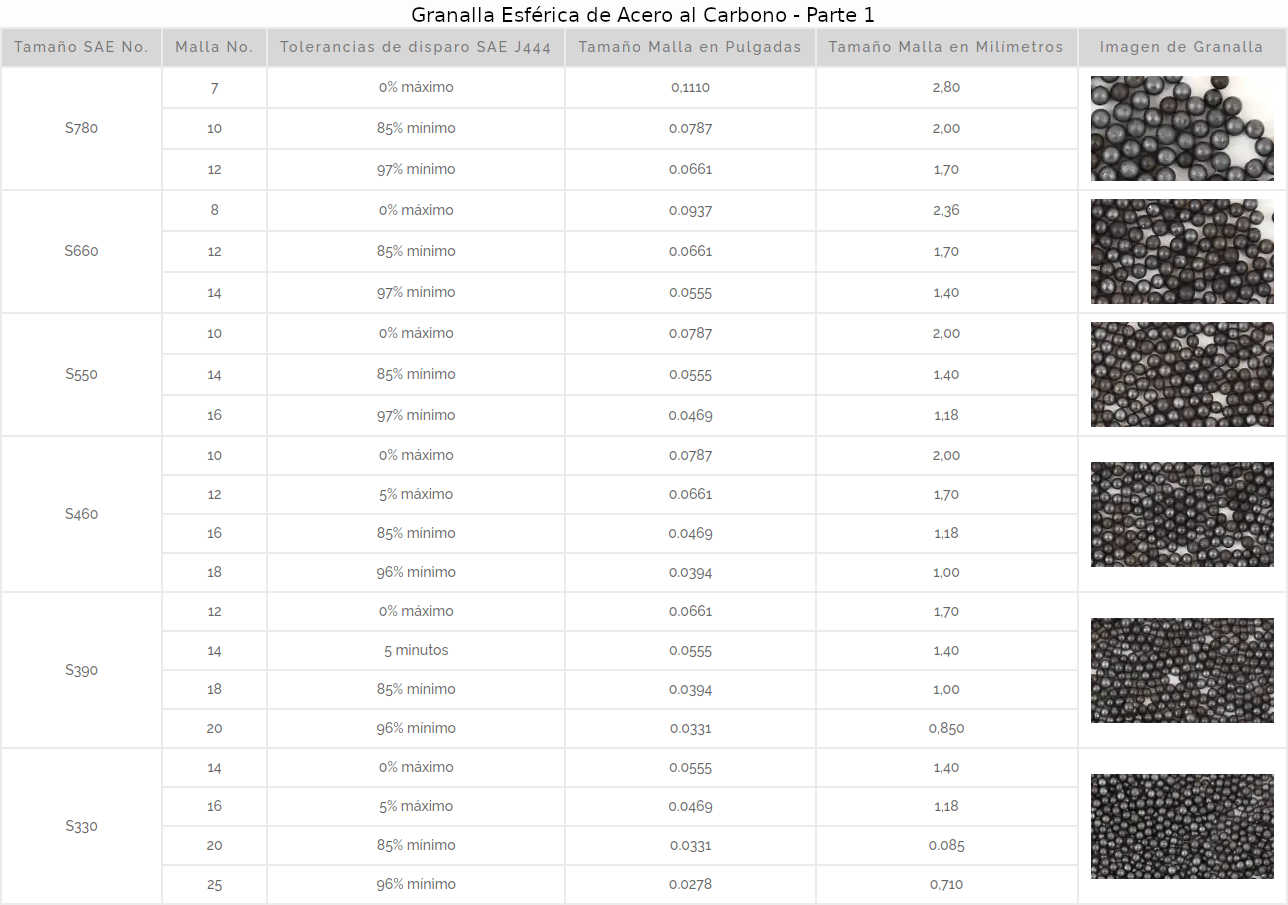 Granalla Esférica de Acero al Carbono - Parte 1
Tamaño SAE No. Malla No. Tolerancias de disparo SAE J444 Tamaño Malla en Pulgadas Tamaño Malla en Milímetros Imagen de Granalla
S780
7 0% máximo 0,1110 2,80
10 85% mínimo 0.0787 2,00
12 97% mínimo 0.0661 1,70
S660
8 0% máximo 0.0937 2,36
12 85% mínimo 0.0661 1,70
14 97% mínimo 0.0555 1,40
S550
10 0% máximo 0.0787 2,00
14 85% mínimo 0.0555 1,40
16 97% mínimo 0.0469 1,18
S460
10 0% máximo 0.0787 2,00
12 5% máximo 0.0661 1,70
16 85% mínimo 0.0469 1,18
18 96% mínimo 0.0394 1,00
S390
12 0% máximo 0.0661 1,70
14 5 minutos 0.0555 1,40
18 85% mínimo 0.0394 1,00
20 96% mínimo 0.0331 0,850
S330
14 0% máximo 0.0555 1,40
16 5% máximo 0.0469 1,18
20 85% mínimo 0.0331 0.085
25 96% mínimo 0.0278 0,710